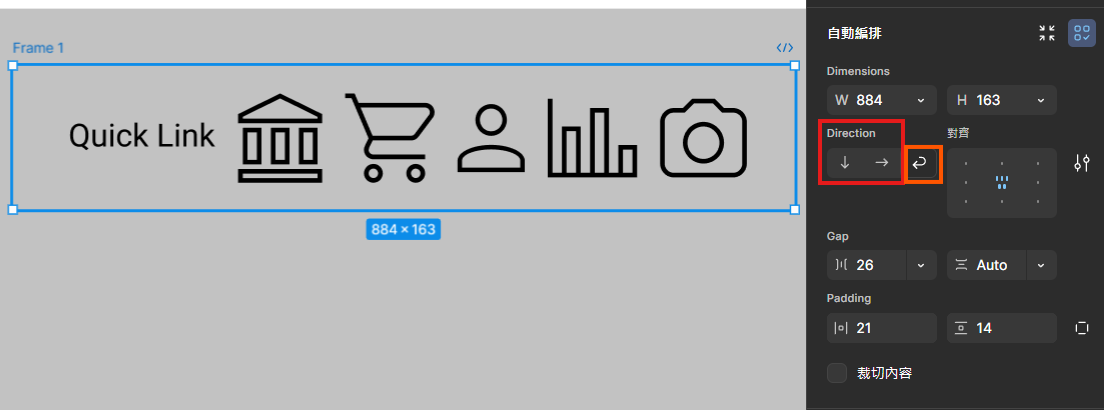 Frame 1
</>
Quick Link
884 × 163
自動編排
Dimensions
W 884
H 163
Direction
對齊
Gap
26
Auto
Padding
21
14
裁切內容